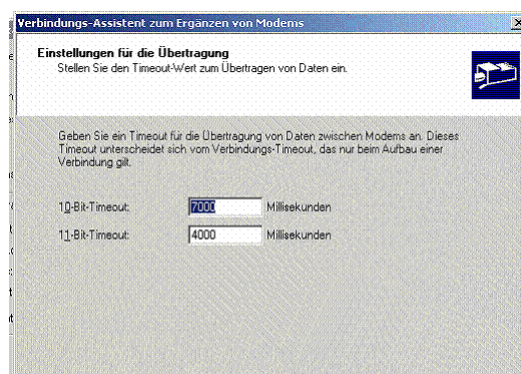 Verbindungs-Assistent zum Ergänzen von Modems
Einstellungen für die Übertragung
Stellen Sie den Timeout-Wert zum Übertragen von Daten ein.
Geben Sie ein Timeout für die Übertragung von Daten zwischen Modems an. Dieses
Timeout unterscheidet sich vom Verbindungs-Timeout, das nur beim Aufbau einer
Verbindung gilt.
10-Bit-Timeout: 7000 Millisekunden
11-Bit-Timeout: 4000 Millisekunden